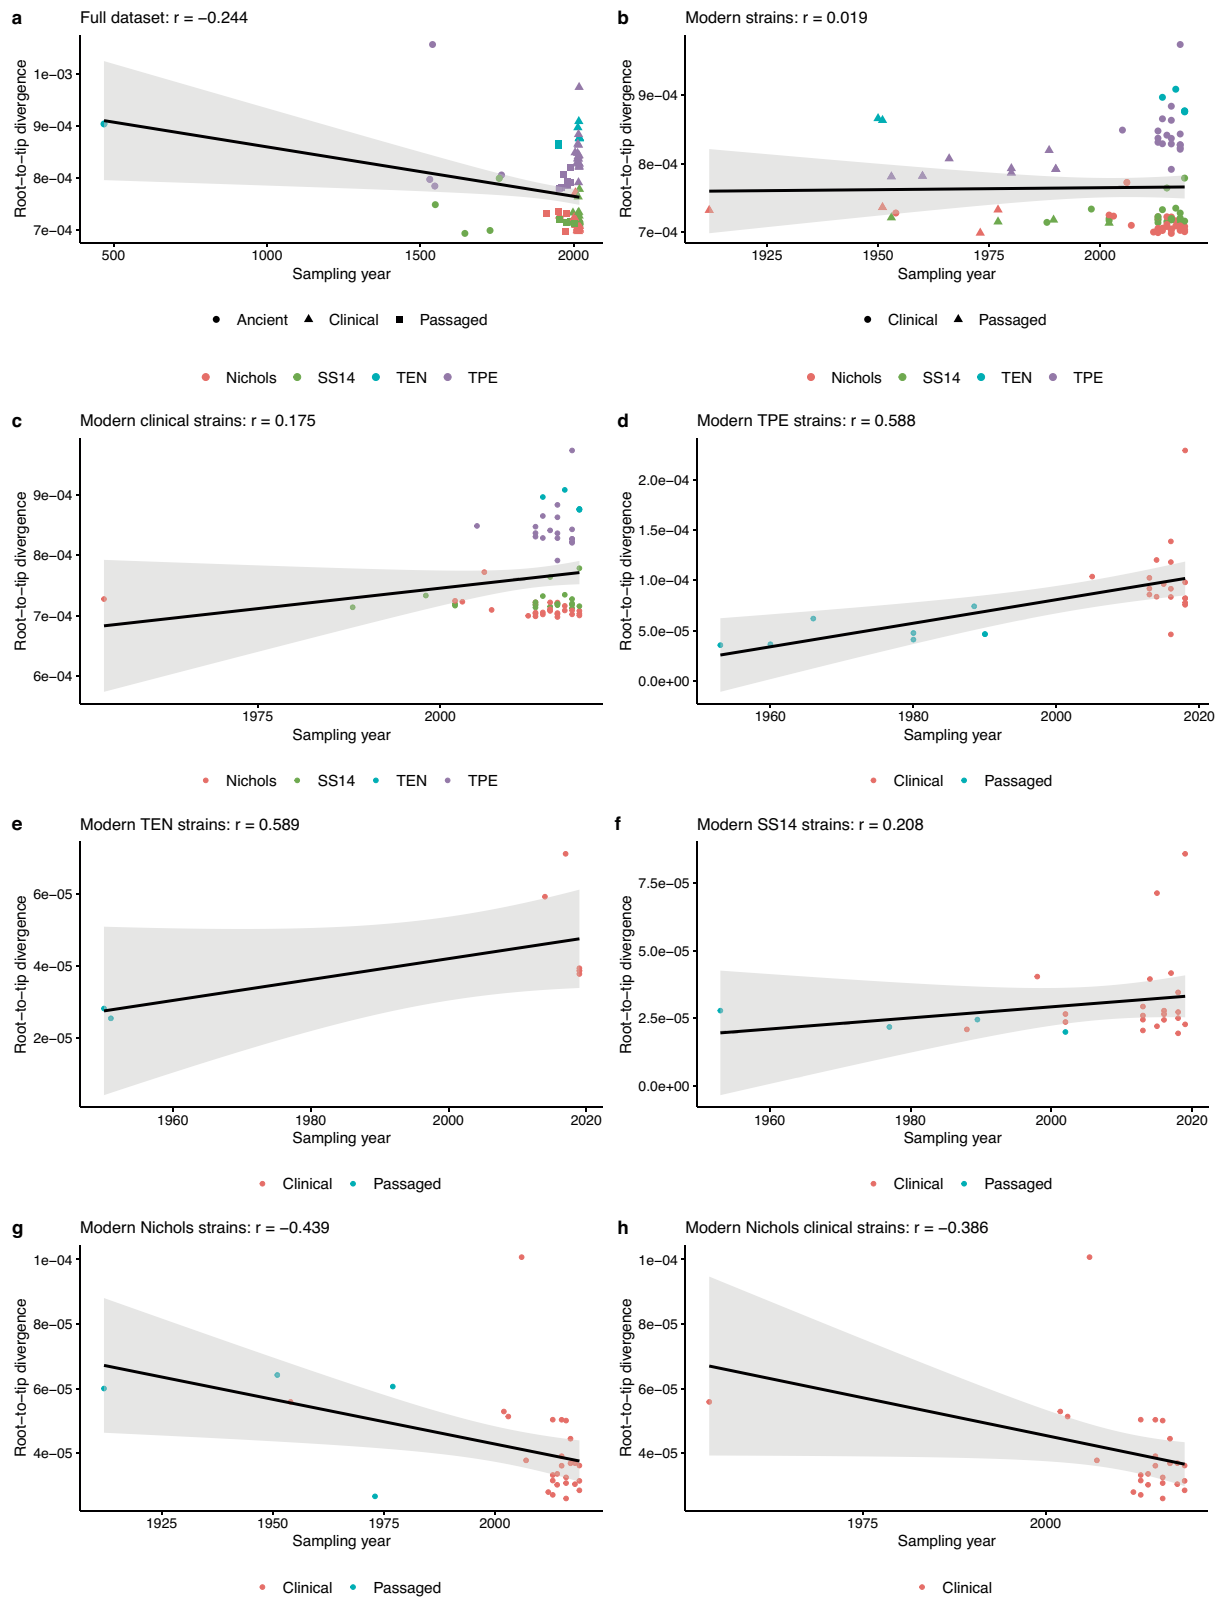 a Full dataset: r = −0.244
Root−to−tip divergence
1e−03
9e−04
8e−04
7e−04
500 1000 1500 2000
Sampling year
Ancient Clinical Passaged
Nichols SS14 TEN TPE
b Modern strains: r = 0.019
Root−to−tip divergence
9e−04
8e−04
7e−04
1925 1950 1975 2000
Sampling year
Clinical Passaged
Nichols SS14 TEN TPE
c Modern clinical strains: r = 0.175
Root−to−tip divergence
9e−04
8e−04
7e−04
6e−04
1975 2000
Sampling year
Nichols SS14 TEN TPE
d Modern TPE strains: r = 0.588
Root−to−tip divergence
2.0e−04
1.5e−04
1.0e−04
5.0e−05
0.0e+00
1960 1980 2000 2020
Sampling year
Clinical Passaged
e Modern TEN strains: r = 0.589
Root−to−tip divergence
6e−05
4e−05
2e−05
1960 1980 2000 2020
Sampling year
Clinical Passaged
f Modern SS14 strains: r = 0.208
Root−to−tip divergence
7.5e−05
5.0e−05
2.5e−05
0.0e+00
1960 1980 2000 2020
Sampling year
Clinical Passaged
g Modern Nichols strains: r = −0.439
Root−to−tip divergence
1e−04
8e−05
6e−05
4e−05
1925 1950 1975 2000
Sampling year
Clinical Passaged
h Modern Nichols clinical strains: r = −0.386
Root−to−tip divergence
1e−04
8e−05
6e−05
4e−05
1975 2000
Sampling year
Clinical